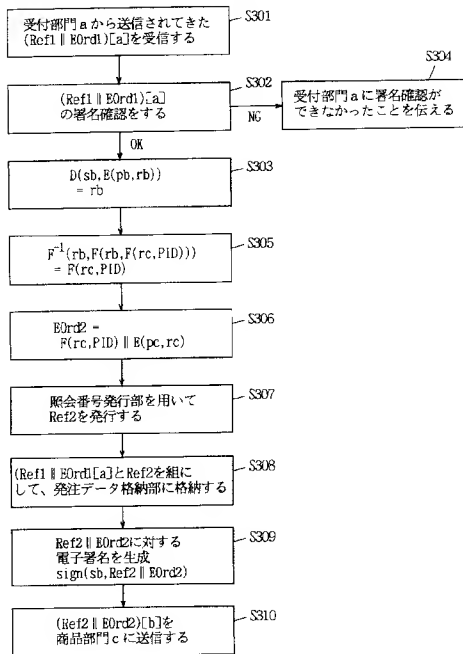 受付部門aから送信されてきた
(Ref1‖EOrd1)[a]を受信する
S301
(Ref1‖EOrd1)[a]
の署名確認をする
S302
NG
OK
受付部門aに署名確認が
できなかったことを伝える
S304
D(sb,E(pb,rb))
= rb
S303
F⁻¹(rb,F(rb,F(rc,PID)))
= F(rc,PID)
S305
EOrd2 =
F(rc,PID)‖E(pc,rc)
S306
照会番号発行部を用いて
Ref2を発行する
S307
(Ref1‖EOrd1[a]とRef2を組に
して、発注データ格納部に格納する
S308
Ref2‖EOrd2に対する
電子署名を生成
sign(sb,Ref2‖EOrd2)
S309
(Ref2‖EOrd2)[b]を
商品部門cに送信する
S310